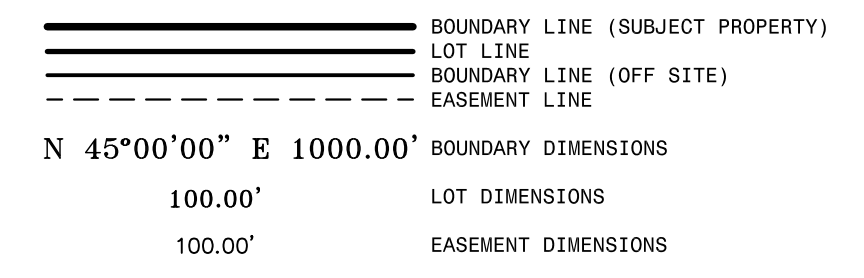 BOUNDARY LINE (SUBJECT PROPERTY)
LOT LINE
BOUNDARY LINE (OFF SITE)
EASEMENT LINE
N 45°00'00" E 1000.00' BOUNDARY DIMENSIONS
100.00' LOT DIMENSIONS
100.00' EASEMENT DIMENSIONS